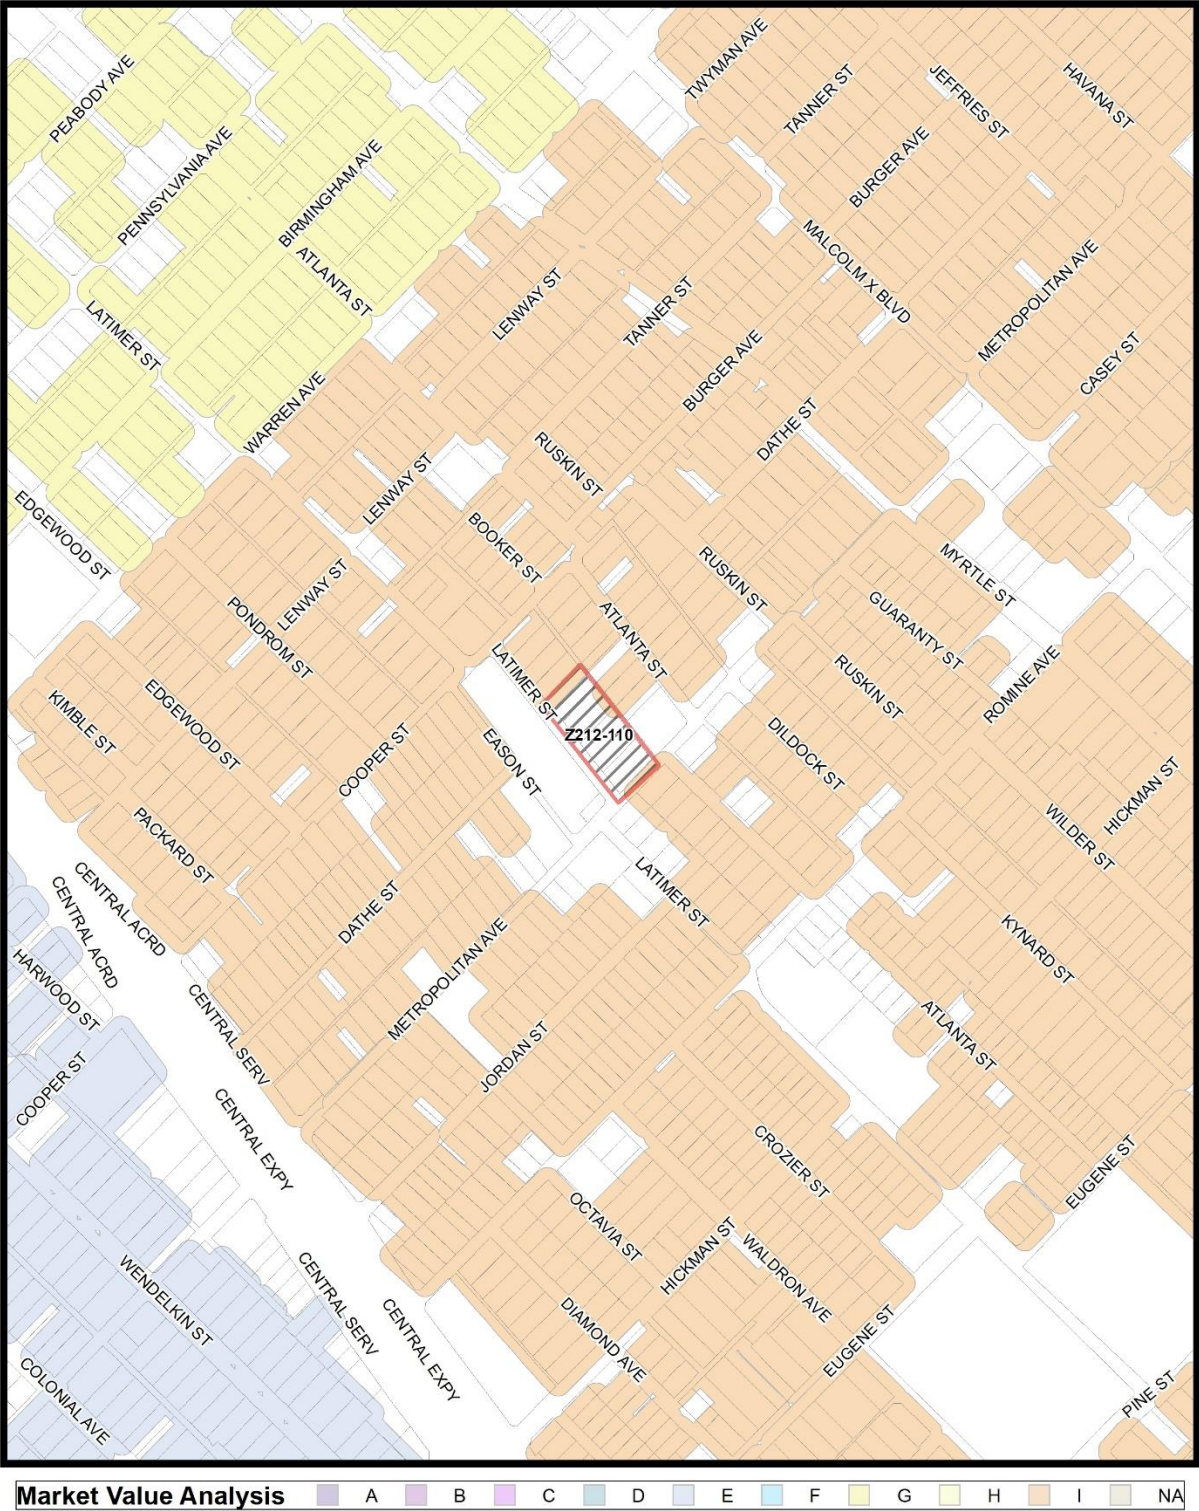 TWYMAN AVE
PEABODY AVE
TANNER ST
JEFFRIES ST
HAVANA ST
PENNSYLVANIA AVE
BIRMINGHAM AVE
BURGER AVE
ATLANTA ST
MALCOLM X BLVD
METROPOLITAN AVE
LENWAY ST
TANNER ST
LATIMER ST
BURGER AVE
CASEY ST
WARREN AVE
DATHE ST
RUSKIN ST
LENWAY ST
EDGEWOOD ST
BOOKER ST
RUSKIN ST
MYRTLE ST
LENWAY ST
PONDROM ST
ATLANTA ST
GUARANTY ST
LATIMER ST
RUSKIN ST
ROMINE AVE
KIMBLE ST
EDGEWOOD ST
COOPER ST
EASON ST
Z212-110
DILDOCK ST
HICKMAN ST
PACKARD ST
WILDER ST
LATIMER ST
CENTRAL ACRD
CENTRAL ACRD
DATHE ST
METROPOLITAN AVE
KYNARD ST
HARWOOD ST
CENTRAL SERV
ATLANTA ST
JORDAN ST
COOPER ST
CENTRAL EXPY
CROZIER ST
EUGENE ST
OCTAVIA ST
HICKMAN ST
WALDRON AVE
WENDELKIN ST
CENTRAL SERV
CENTRAL EXPY
DIAMOND AVE
EUGENE ST
COLONIAL AVE
PINE ST
Market Value Analysis A B C D E F G H I NA